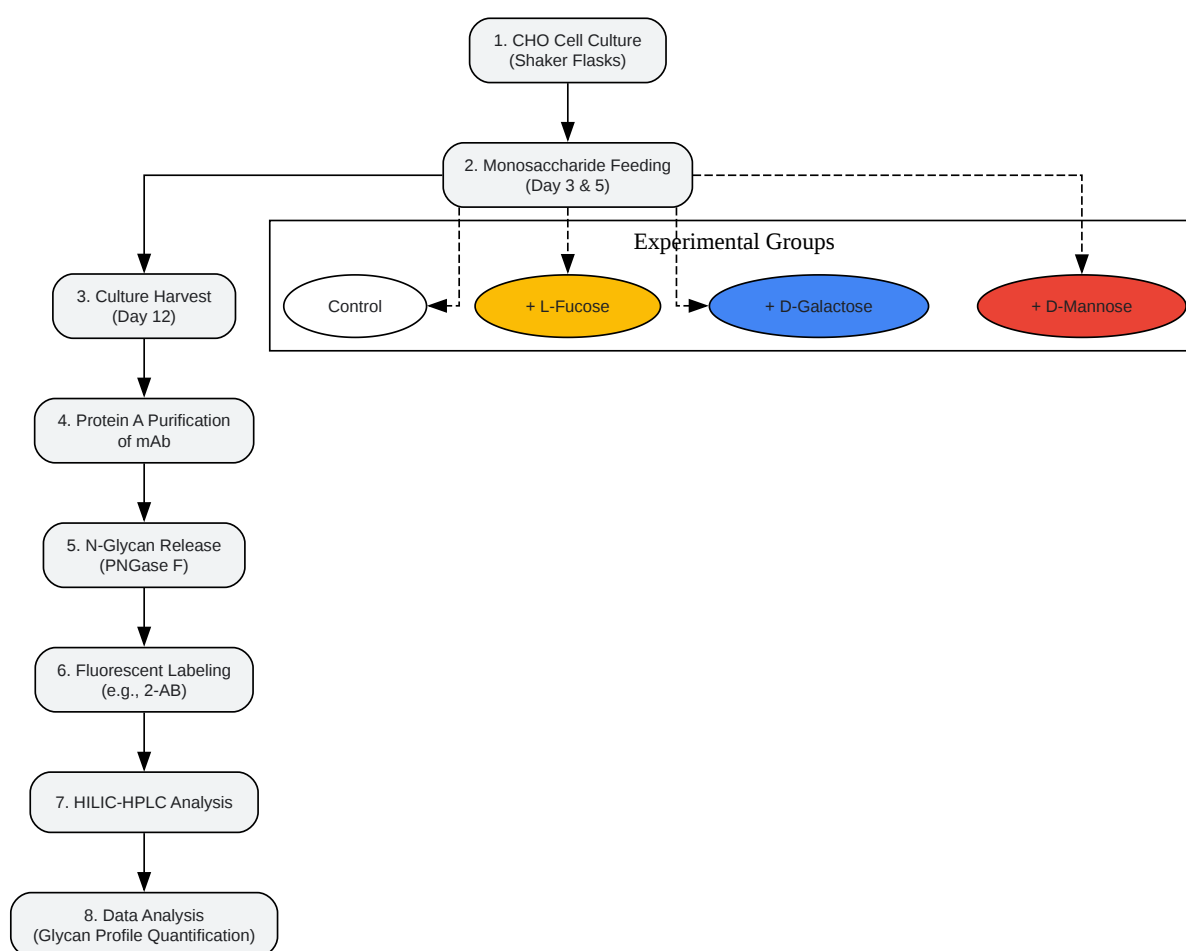 1. CHO Cell Culture
(Shaker Flasks)
2. Monosaccharide Feeding
(Day 3 & 5)
Experimental Groups
Control
+ L-Fucose
+ D-Galactose
+ D-Mannose
3. Culture Harvest
(Day 12)
4. Protein A Purification
of mAb
5. N-Glycan Release
(PNGase F)
6. Fluorescent Labeling
(e.g., 2-AB)
7. HILIC-HPLC Analysis
8. Data Analysis
(Glycan Profile Quantification)